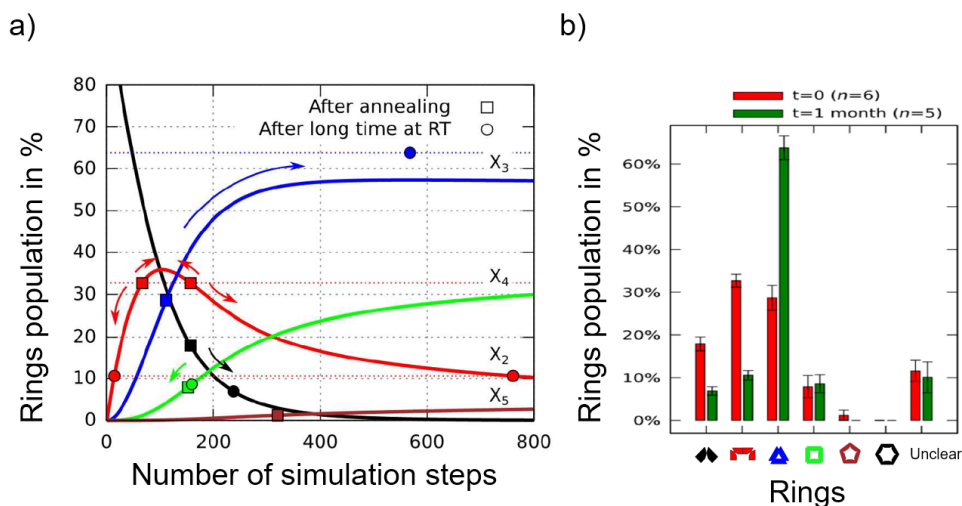 a)
Rings population in %
80
70
60
50
40
30
20
10
0
After annealing
After long time at RT
X3
X4
X2
X5
0
200
400
600
800
Number of simulation steps
b)
t=0 (n=6)
t=1 month (n=5)
Rings population in %
60%
50%
40%
30%
20%
10%
0%
Unclear
Rings